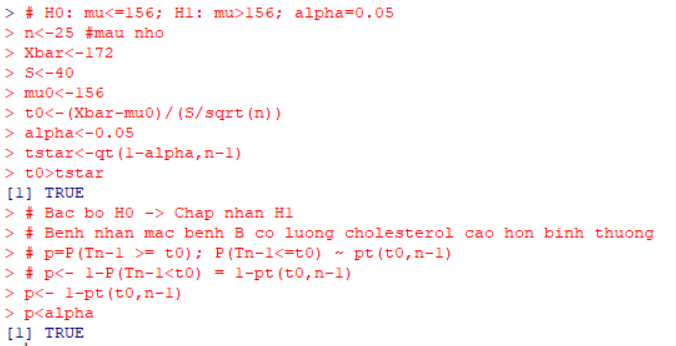 > # H0: mu<=156; H1: mu>156; alpha=0.05
> n<-25 #mau nho
> Xbar<-172
> S<-40
> mu0<-156
> t0<-(Xbar-mu0)/(S/sqrt(n))
> alpha<-0.05
> tstar<-qt(1-alpha,n-1)
> t0>tstar
[1] TRUE
> # Bac bo H0 -> Chap nhan H1
> # Benh nhan mac benh B co luong cholesterol cao hon binh thuong
> # p=P(Tn-1 >= t0); P(Tn-1<=t0) ~ pt(t0,n-1)
> # p<- 1-P(Tn-1<t0) = 1-pt(t0,n-1)
> p<- 1-pt(t0,n-1)
> p<alpha
[1] TRUE